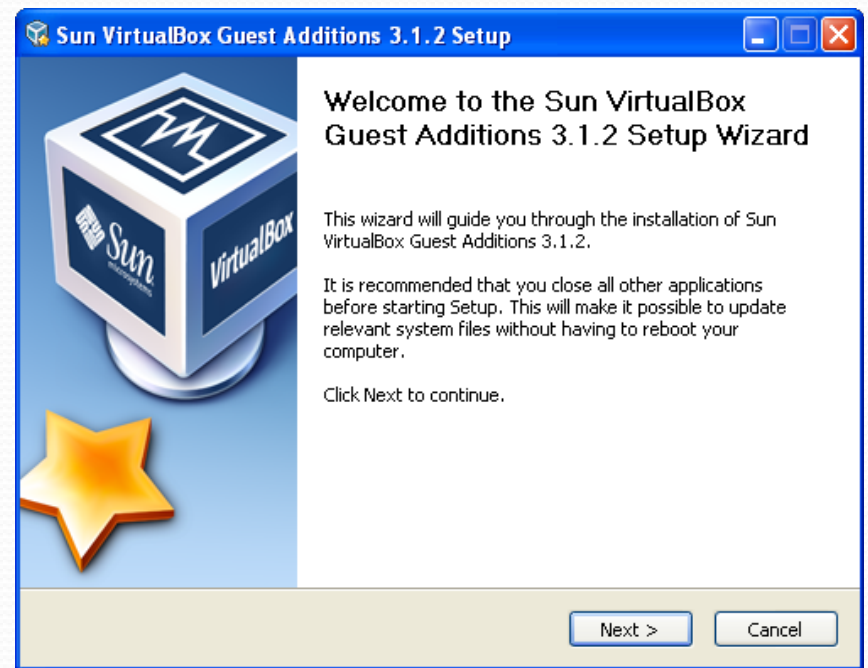 Sun VirtualBox Guest Additions 3.1.2 Setup
Welcome to the Sun VirtualBox
Guest Additions 3.1.2 Setup Wizard
This wizard will guide you through the installation of Sun
VirtualBox Guest Additions 3.1.2.
It is recommended that you close all other applications
before starting Setup. This will make it possible to update
relevant system files without having to reboot your
computer.
Click Next to continue.
Sun
microsystems
VirtualBox
Next >
Cancel